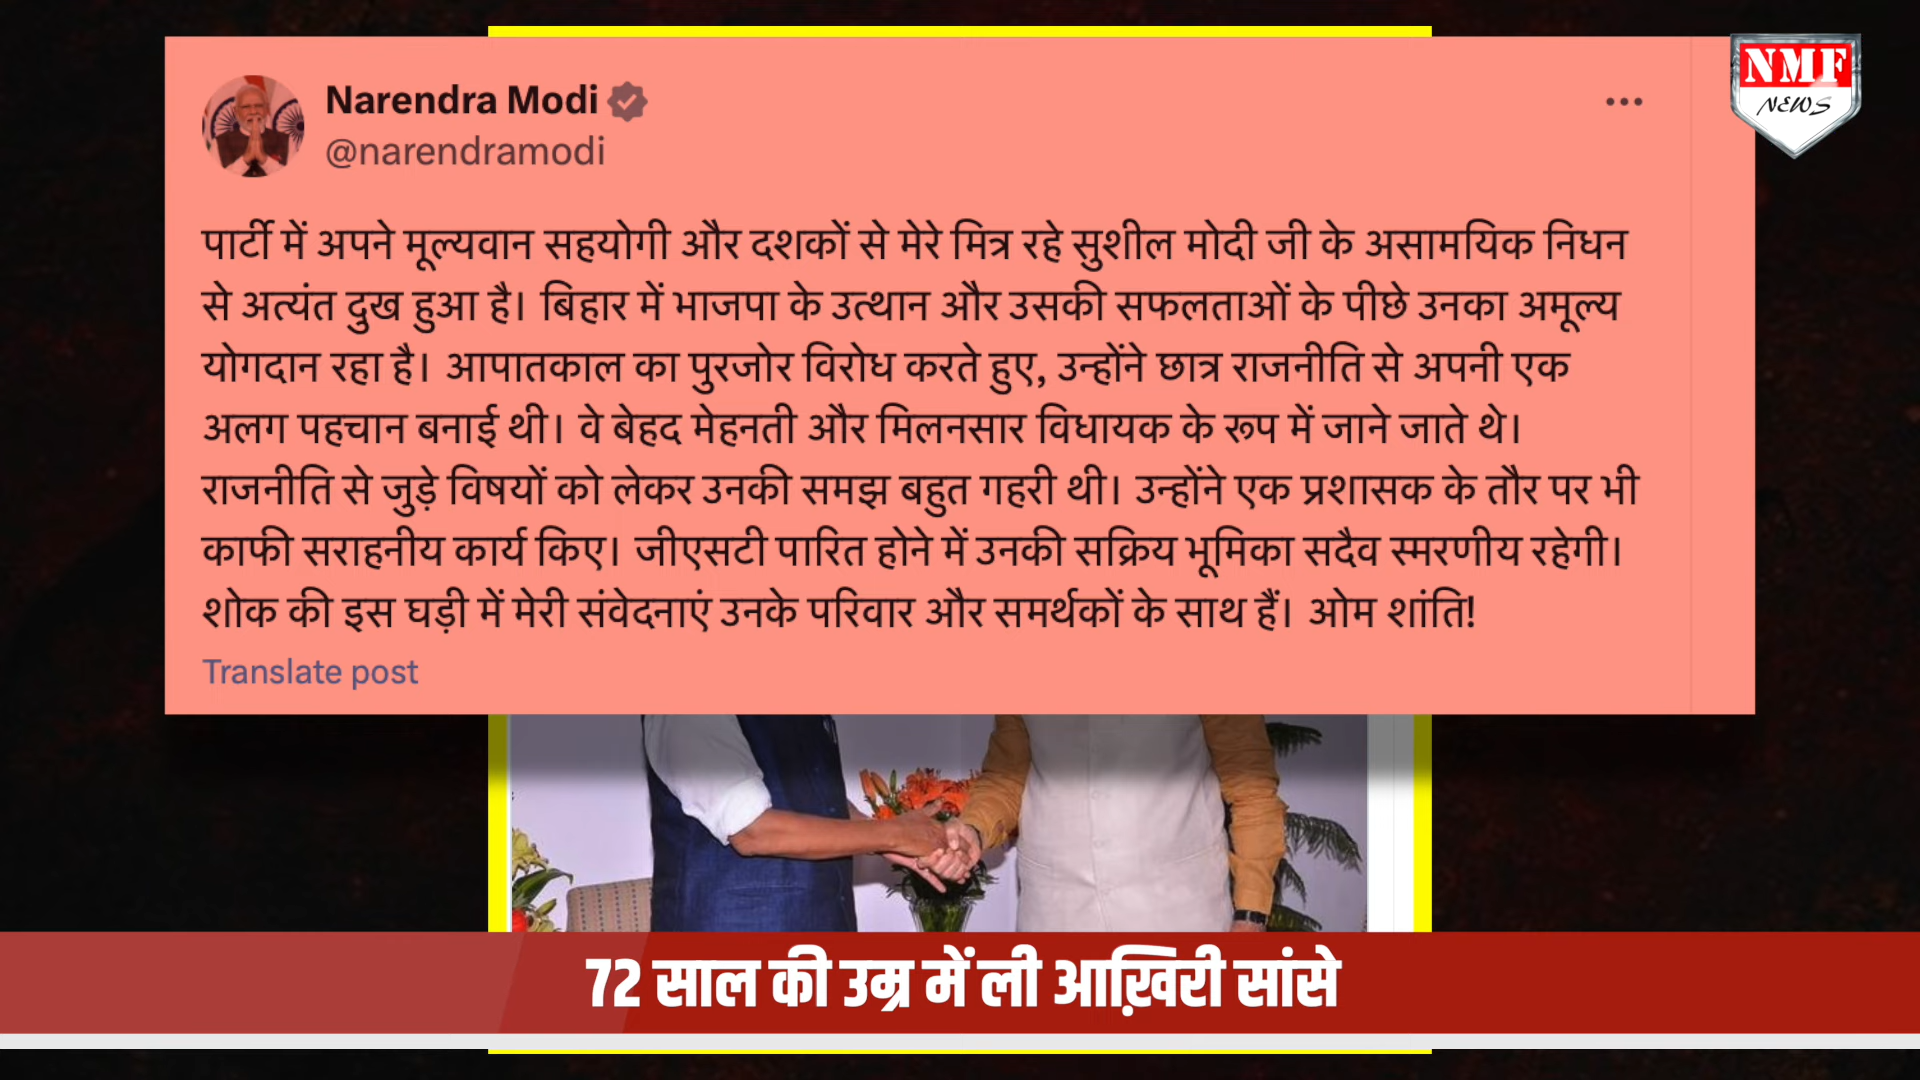 Narendra Modi
@narendramodi
NMF
NEWS
पार्टी में अपने मूल्यवान सहयोगी और दशकों से मेरे मित्र रहे सुशील मोदी जी के असामयिक निधन
से अत्यंत दुख हुआ है। बिहार में भाजपा के उत्थान और उसकी सफलताओं के पीछे उनका अमूल्य
योगदान रहा है। आपातकाल का पुरजोर विरोध करते हुए, उन्होंने छात्र राजनीति से अपनी एक
अलग पहचान बनाई थी। वे बेहद मेहनती और मिलनसार विधायक के रूप में जाने जाते थे।
राजनीति से जुड़े विषयों को लेकर उनकी समझ बहुत गहरी थी। उन्होंने एक प्रशासक के तौर पर भी
काफी सराहनीय कार्य किए। जीएसटी पारित होने में उनकी सक्रिय भूमिका सदैव स्मरणीय रहेगी।
शोक की इस घड़ी में मेरी संवेदनाएं उनके परिवार और समर्थकों के साथ हैं। ओम शांति!
Translate post
72 साल की उम्र में ली आख़िरी सांसे